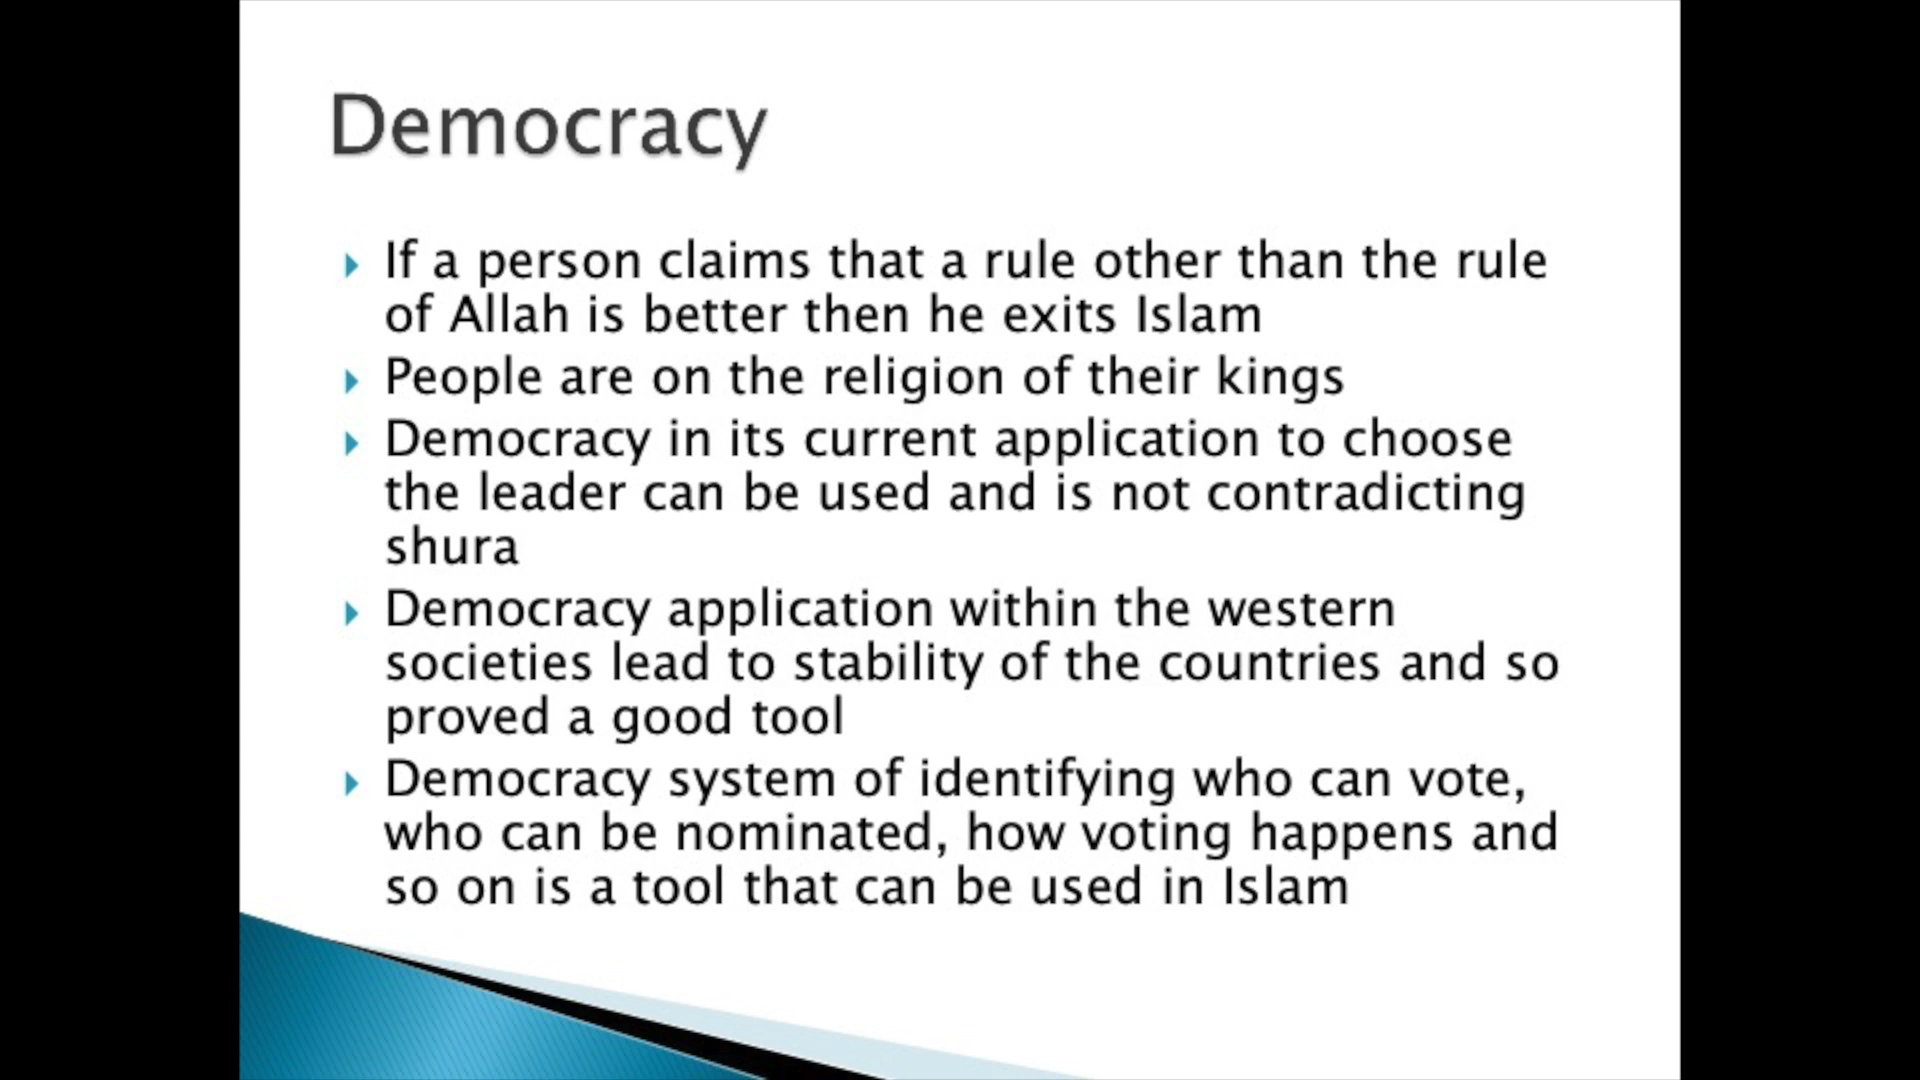 Democracy
If a person claims that a rule other than the rule
of Allah is better then he exits Islam
People are on the religion of their kings
Democracy in its current application to choose
the leader can be used and is not contradicting
shura
Democracy application within the western
societies lead to stability of the countries and so
proved a good tool
Democracy system of identifying who can vote,
who can be nominated, how voting happens and
so on is a tool that can be used in Islam